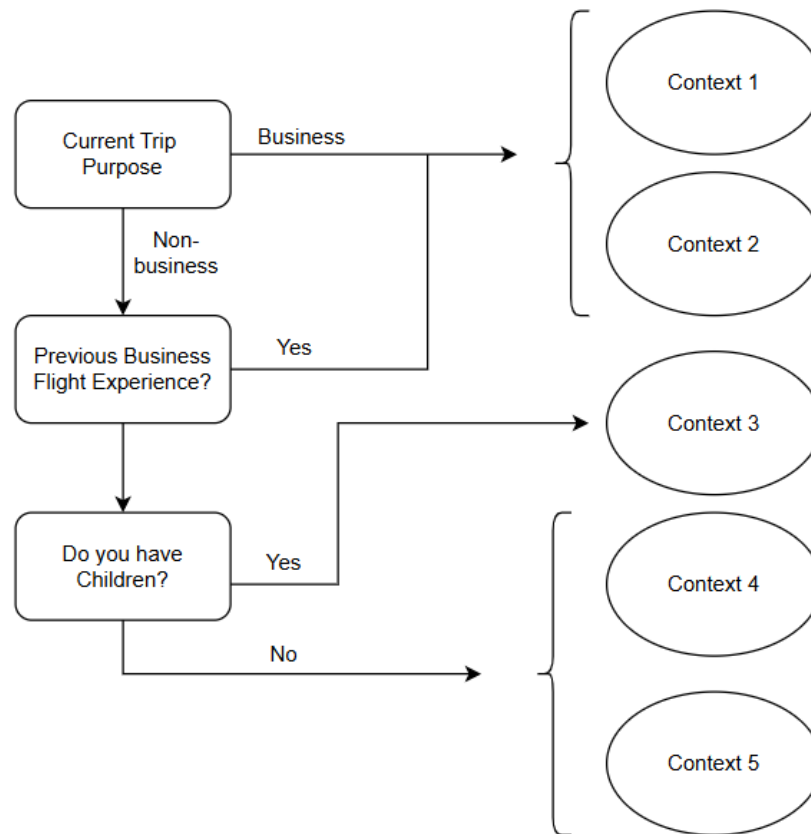 Context 1
Current Trip
Purpose
Business
Context 2
Non-
business
Previous Business
Flight Experience?
Yes
Context 3
Do you have
Children?
Yes
Context 4
No
Context 5